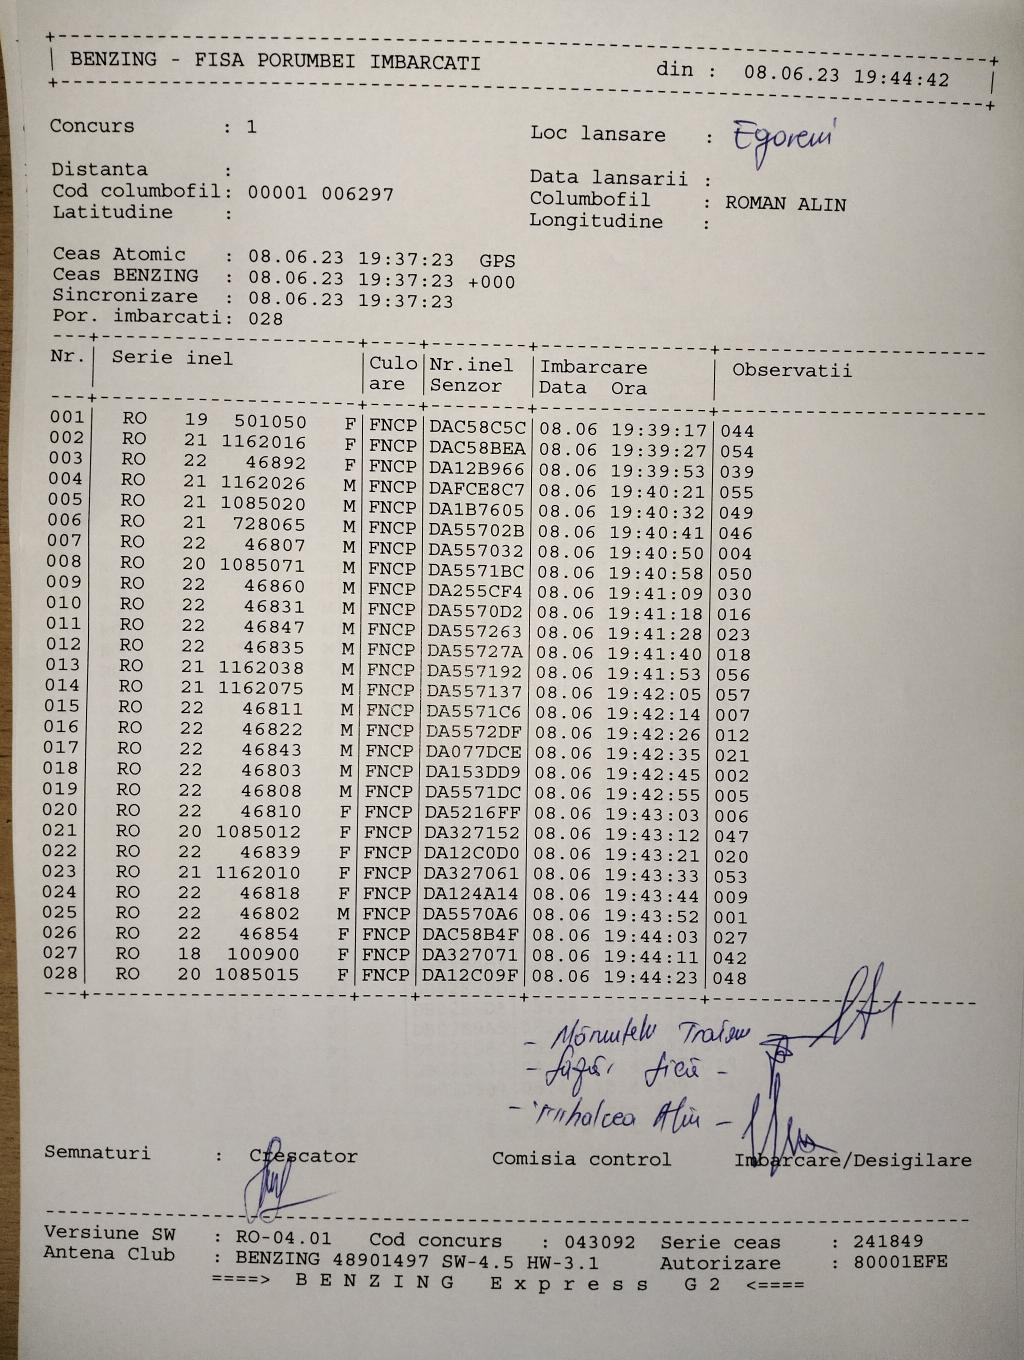 BENZING - FISA PORUMBEI IMBARCATI din : 08.06.23 19:44:42
Concurs : 1 Loc lansare :
Distanta : Data lansarii :
Cod columbofil: 00001 006297 Columbofil : ROMAN ALIN
Latitudine : Longitudine :
Ceas Atomic : 08.06.23 19:37:23 GPS
Ceas BENZING : 08.06.23 19:37:23 +000
Sincronizare : 08.06.23 19:37:23
Por. imbarcati: 028
Nr. Serie inel Culo Nr.inel Imbarcare Observatii
are Senzor Data Ora
001 RO 19 501050 F FNCP DAC58C5C 08.06 19:39:17 044
002 RO 21 1162016 F FNCP DAC58BEA 08.06 19:39:27 054
003 RO 22 46892 F FNCP DA12B966 08.06 19:39:53 039
004 RO 21 1162026 M FNCP DAFCE8C7 08.06 19:40:21 055
005 RO 21 1085020 M FNCP DA1B7605 08.06 19:40:32 049
006 RO 21 728065 M FNCP DA55702B 08.06 19:40:41 046
007 RO 22 46807 M FNCP DA557032 08.06 19:40:50 004
008 RO 20 1085071 M FNCP DA5571BC 08.06 19:40:58 050
009 RO 22 46860 M FNCP DA255CF4 08.06 19:41:09 030
010 RO 22 46831 M FNCP DA5570D2 08.06 19:41:18 016
011 RO 22 46847 M FNCP DA557263 08.06 19:41:28 023
012 RO 22 46835 M FNCP DA55727A 08.06 19:41:40 018
013 RO 21 1162038 M FNCP DA557192 08.06 19:41:53 056
014 RO 21 1162075 M FNCP DA557137 08.06 19:42:05 057
015 RO 22 46811 M FNCP DA5571C6 08.06 19:42:14 007
016 RO 22 46822 M FNCP DA5572DF 08.06 19:42:26 012
017 RO 22 46843 M FNCP DA077DCE 08.06 19:42:35 021
018 RO 22 46803 M FNCP DA153DD9 08.06 19:42:45 002
019 RO 22 46808 M FNCP DA5571DC 08.06 19:42:55 005
020 RO 22 46810 F FNCP DA5216FF 08.06 19:43:03 006
021 RO 20 1085012 F FNCP DA327152 08.06 19:43:12 047
022 RO 22 46839 F FNCP DA12C0D0 08.06 19:43:21 020
023 RO 21 1162010 F FNCP DA327061 08.06 19:43:33 053
024 RO 22 46818 F FNCP DA124A14 08.06 19:43:44 009
025 RO 22 46802 M FNCP DA5570A6 08.06 19:43:52 001
026 RO 22 46854 F FNCP DAC58B4F 08.06 19:44:03 027
027 RO 18 100900 F FNCP DA327071 08.06 19:44:11 042
028 RO 20 1085015 F FNCP DA12C09F 08.06 19:44:23 048
- Traian
- Mihalcea Alin -
Semnaturi : Crescator Comisia control Imbarcare/Desigilare
Versiune SW : RO-04.01 Cod concurs : 043092 Serie ceas : 241849
Antena Club : BENZING 48901497 SW-4.5 HW-3.1 Autorizare : 80001EFE
====> B E N Z I N G E x p r e s s G 2 <====